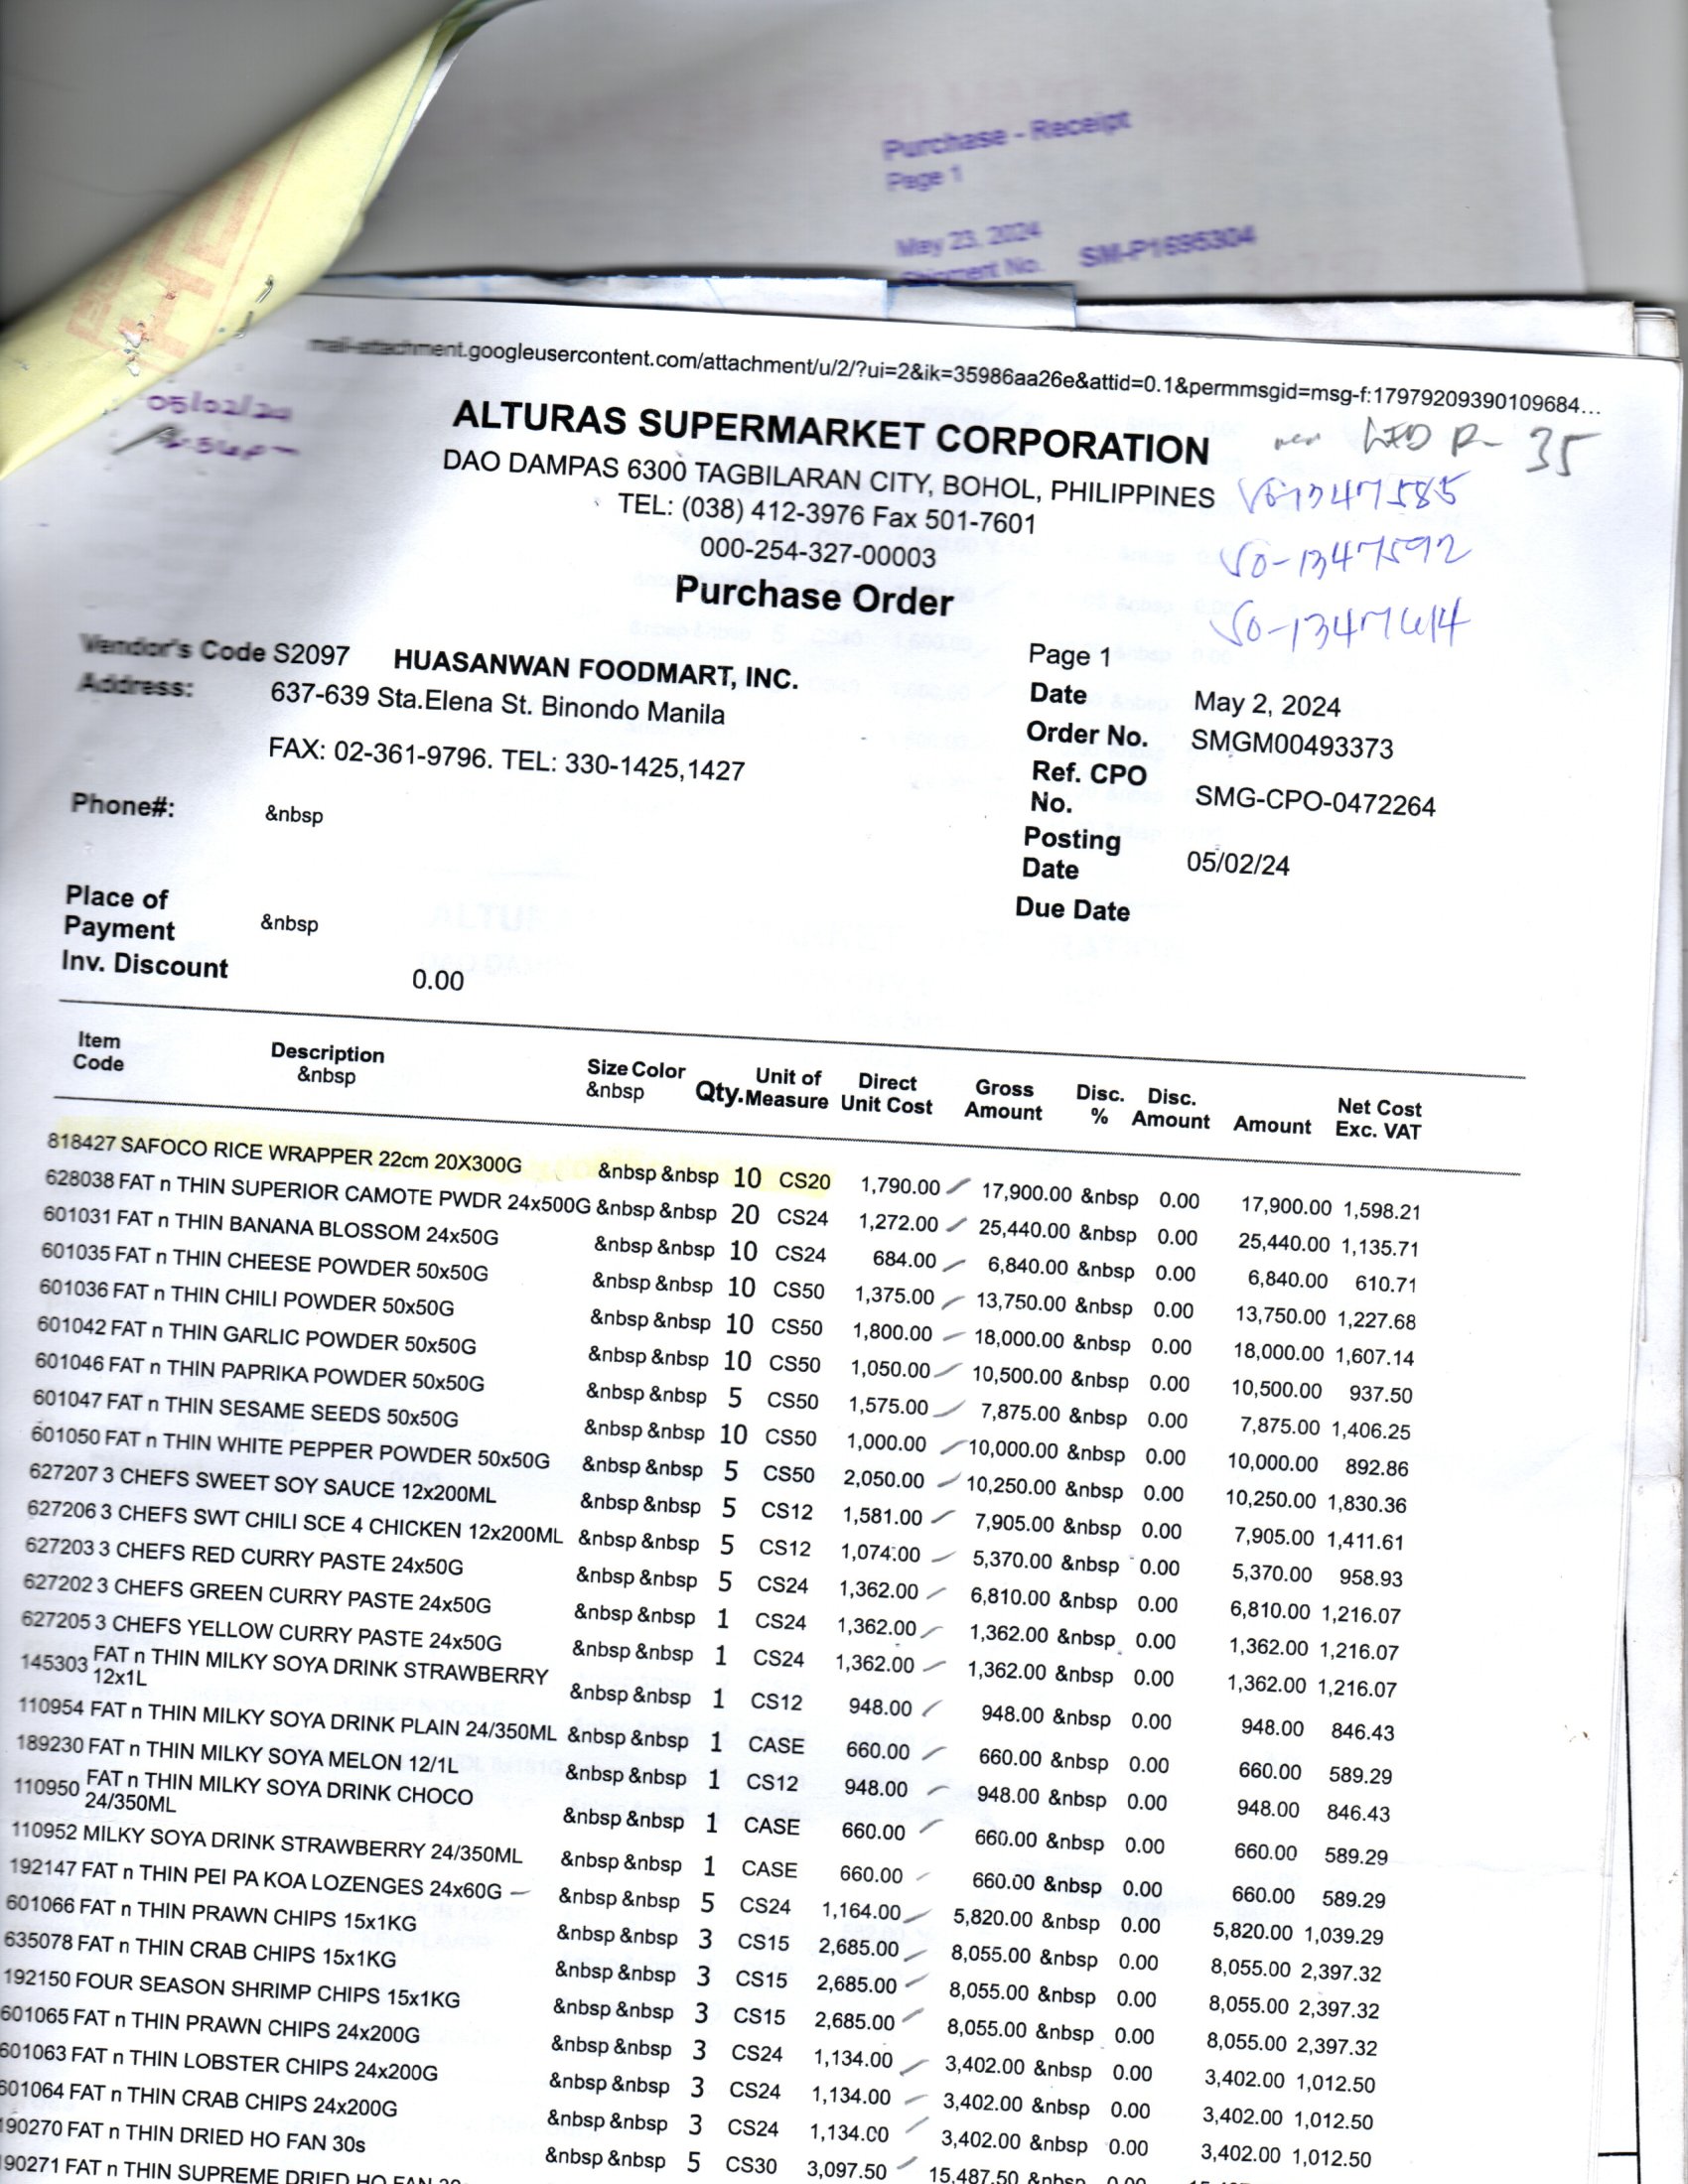 Purchase - Receipt
Page 1
May 23, 2024
Shipment No. SM-P1695304
mail-attachment.googleusercontent.com/attachment/u/2/?ui=2&ik=35986aa26e&attid=0.1&permmsgid=msg-f:17979209390109684...
05/02/24
ALTURAS SUPERMARKET CORPORATION
35
DAO DAMPAS 6300 TAGBILARAN CITY, BOHOL, PHILIPPINES
SO-1347585
TEL: (038) 412-3976 Fax 501-7601
SO-1347592
000-254-327-00003
Purchase Order
SO-1347614
Vendor's Code S2097 HUASANWAN FOODMART, INC.
Page 1
Address: 637-639 Sta.Elena St. Binondo Manila
Date May 2, 2024
Order No. SMGM00493373
FAX: 02-361-9796. TEL: 330-1425,1427
Ref. CPO No. SMG-CPO-0472264
Phone#: &nbsp
Posting Date 05/02/24
Due Date
Place of Payment &nbsp
Inv. Discount 0.00
Item Code Description &nbsp Size Color &nbsp Qty. Unit of Measure Direct Unit Cost Gross Amount Disc. % Disc. Amount Amount Net Cost Exc. VAT
818427 SAFOCO RICE WRAPPER 22cm 20X300G &nbsp &nbsp 10 CS20 1,790.00 17,900.00 &nbsp 0.00 17,900.00 1,598.21
628038 FAT n THIN SUPERIOR CAMOTE PWDR 24x500G &nbsp &nbsp 20 CS24 1,272.00 25,440.00 &nbsp 0.00 25,440.00 1,135.71
601031 FAT n THIN BANANA BLOSSOM 24x50G &nbsp &nbsp 10 CS24 684.00 6,840.00 &nbsp 0.00 6,840.00 610.71
601035 FAT n THIN CHEESE POWDER 50x50G &nbsp &nbsp 10 CS50 1,375.00 13,750.00 &nbsp 0.00 13,750.00 1,227.68
601036 FAT n THIN CHILI POWDER 50x50G &nbsp &nbsp 10 CS50 1,800.00 18,000.00 &nbsp 0.00 18,000.00 1,607.14
601042 FAT n THIN GARLIC POWDER 50x50G &nbsp &nbsp 10 CS50 1,050.00 10,500.00 &nbsp 0.00 10,500.00 937.50
601046 FAT n THIN PAPRIKA POWDER 50x50G &nbsp &nbsp 5 CS50 1,575.00 7,875.00 &nbsp 0.00 7,875.00 1,406.25
601047 FAT n THIN SESAME SEEDS 50x50G &nbsp &nbsp 10 CS50 1,000.00 10,000.00 &nbsp 0.00 10,000.00 892.86
601050 FAT n THIN WHITE PEPPER POWDER 50x50G &nbsp &nbsp 5 CS50 2,050.00 10,250.00 &nbsp 0.00 10,250.00 1,830.36
627207 3 CHEFS SWEET SOY SAUCE 12x200ML &nbsp &nbsp 5 CS12 1,581.00 7,905.00 &nbsp 0.00 7,905.00 1,411.61
627206 3 CHEFS SWT CHILI SCE 4 CHICKEN 12x200ML &nbsp &nbsp 5 CS12 1,074.00 5,370.00 &nbsp 0.00 5,370.00 958.93
627203 3 CHEFS RED CURRY PASTE 24x50G &nbsp &nbsp 5 CS24 1,362.00 6,810.00 &nbsp 0.00 6,810.00 1,216.07
627202 3 CHEFS GREEN CURRY PASTE 24x50G &nbsp &nbsp 1 CS24 1,362.00 1,362.00 &nbsp 0.00 1,362.00 1,216.07
627205 3 CHEFS YELLOW CURRY PASTE 24x50G &nbsp &nbsp 1 CS24 1,362.00 1,362.00 &nbsp 0.00 1,362.00 1,216.07
145303 FAT n THIN MILKY SOYA DRINK STRAWBERRY 12x1L &nbsp &nbsp 1 CS12 948.00 948.00 &nbsp 0.00 948.00 846.43
110954 FAT n THIN MILKY SOYA DRINK PLAIN 24/350ML &nbsp &nbsp 1 CASE 660.00 660.00 &nbsp 0.00 660.00 589.29
189230 FAT n THIN MILKY SOYA MELON 12/1L &nbsp &nbsp 1 CS12 948.00 948.00 &nbsp 0.00 948.00 846.43
110950 FAT n THIN MILKY SOYA DRINK CHOCO 24/350ML &nbsp &nbsp 1 CASE 660.00 660.00 &nbsp 0.00 660.00 589.29
110952 MILKY SOYA DRINK STRAWBERRY 24/350ML &nbsp &nbsp 1 CASE 660.00 660.00 &nbsp 0.00 660.00 589.29
192147 FAT n THIN PEI PA KOA LOZENGES 24x60G &nbsp &nbsp 5 CS24 1,164.00 5,820.00 &nbsp 0.00 5,820.00 1,039.29
601066 FAT n THIN PRAWN CHIPS 15x1KG &nbsp &nbsp 3 CS15 2,685.00 8,055.00 &nbsp 0.00 8,055.00 2,397.32
635078 FAT n THIN CRAB CHIPS 15x1KG &nbsp &nbsp 3 CS15 2,685.00 8,055.00 &nbsp 0.00 8,055.00 2,397.32
192150 FOUR SEASON SHRIMP CHIPS 15x1KG &nbsp &nbsp 3 CS15 2,685.00 8,055.00 &nbsp 0.00 8,055.00 2,397.32
601065 FAT n THIN PRAWN CHIPS 24x200G &nbsp &nbsp 3 CS24 1,134.00 3,402.00 &nbsp 0.00 3,402.00 1,012.50
601063 FAT n THIN LOBSTER CHIPS 24x200G &nbsp &nbsp 3 CS24 1,134.00 3,402.00 &nbsp 0.00 3,402.00 1,012.50
601064 FAT n THIN CRAB CHIPS 24x200G &nbsp &nbsp 3 CS24 1,134.00 3,402.00 &nbsp 0.00 3,402.00 1,012.50
190270 FAT n THIN DRIED HO FAN 30s &nbsp &nbsp 5 CS30 3,097.50 15,487.50 &nbsp 0.00
190271 FAT n THIN SUPREME DRIED HO FAN